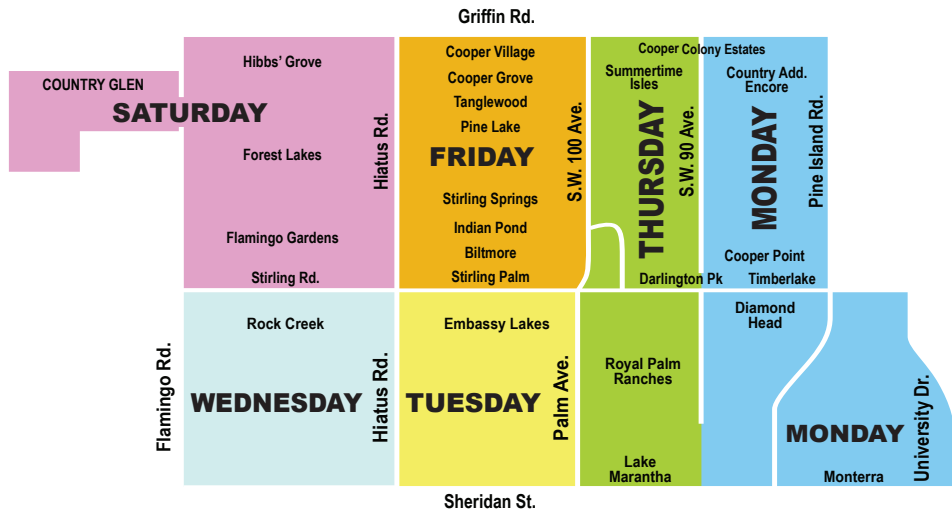 Griffin Rd.
COUNTRY GLEN
SATURDAY
Hibbs' Grove
Forest Lakes
Flamingo Gardens
Stirling Rd.
Hiatus Rd.
Cooper Village
Cooper Grove
Tanglewood
Pine Lake
FRIDAY
Stirling Springs
Indian Pond
Biltmore
Stirling Palm
S.W. 100 Ave.
Cooper Colony Estates
Summertime
Isles
THURSDAY
Darlington Pk
S.W. 90 Ave.
Country Add.
Encore
MONDAY
Cooper Point
Timberlake
Pine Island Rd.
Flamingo Rd.
Rock Creek
WEDNESDAY
Hiatus Rd.
Embassy Lakes
TUESDAY
Palm Ave.
Royal Palm
Ranches
Lake
Marantha
Diamond
Head
MONDAY
Monterra
University Dr.
Sheridan St.